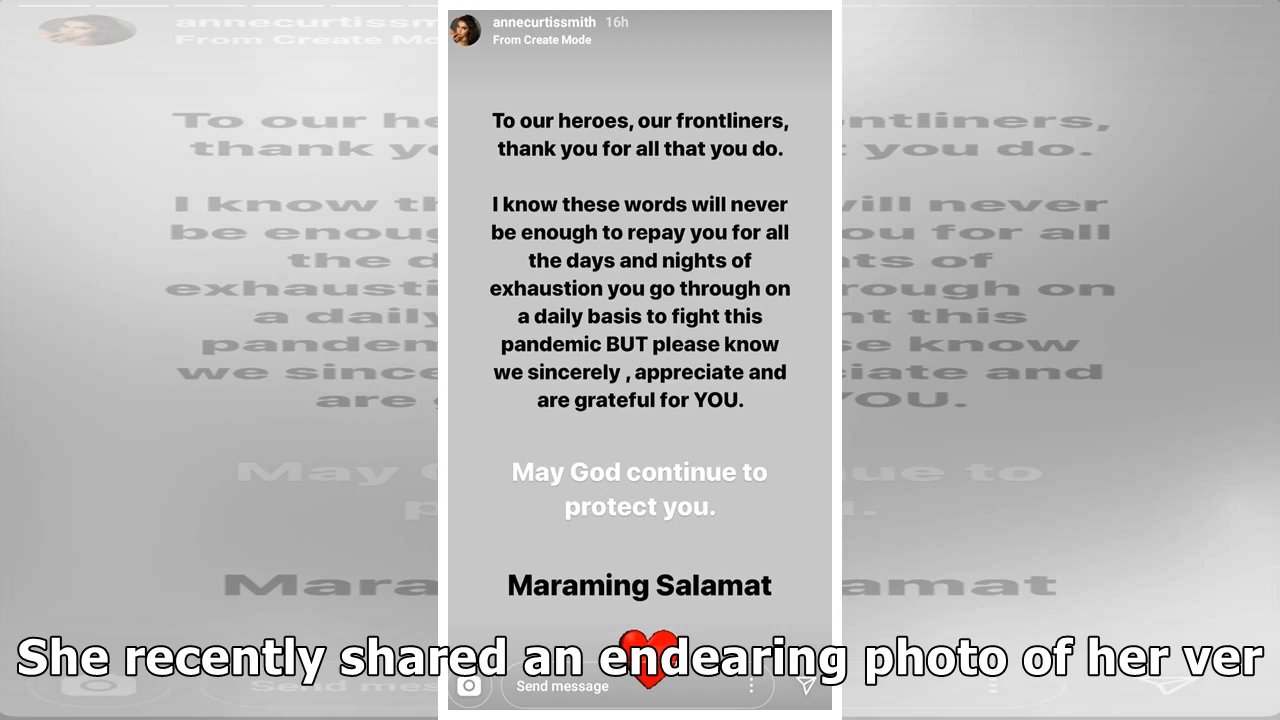 annecurtissmith 16h
From Create Mode
To our heroes, our frontliners,
thank you for all that you do.
I know these words will never
be enough to repay you for all
the days and nights of
exhaustion you go through on
a daily basis to fight this
pandemic BUT please know
we sincerely , appreciate and
are grateful for YOU.
May God continue to
protect you.
Maraming Salamat
She recently shared an endearing photo of her ver
Send message